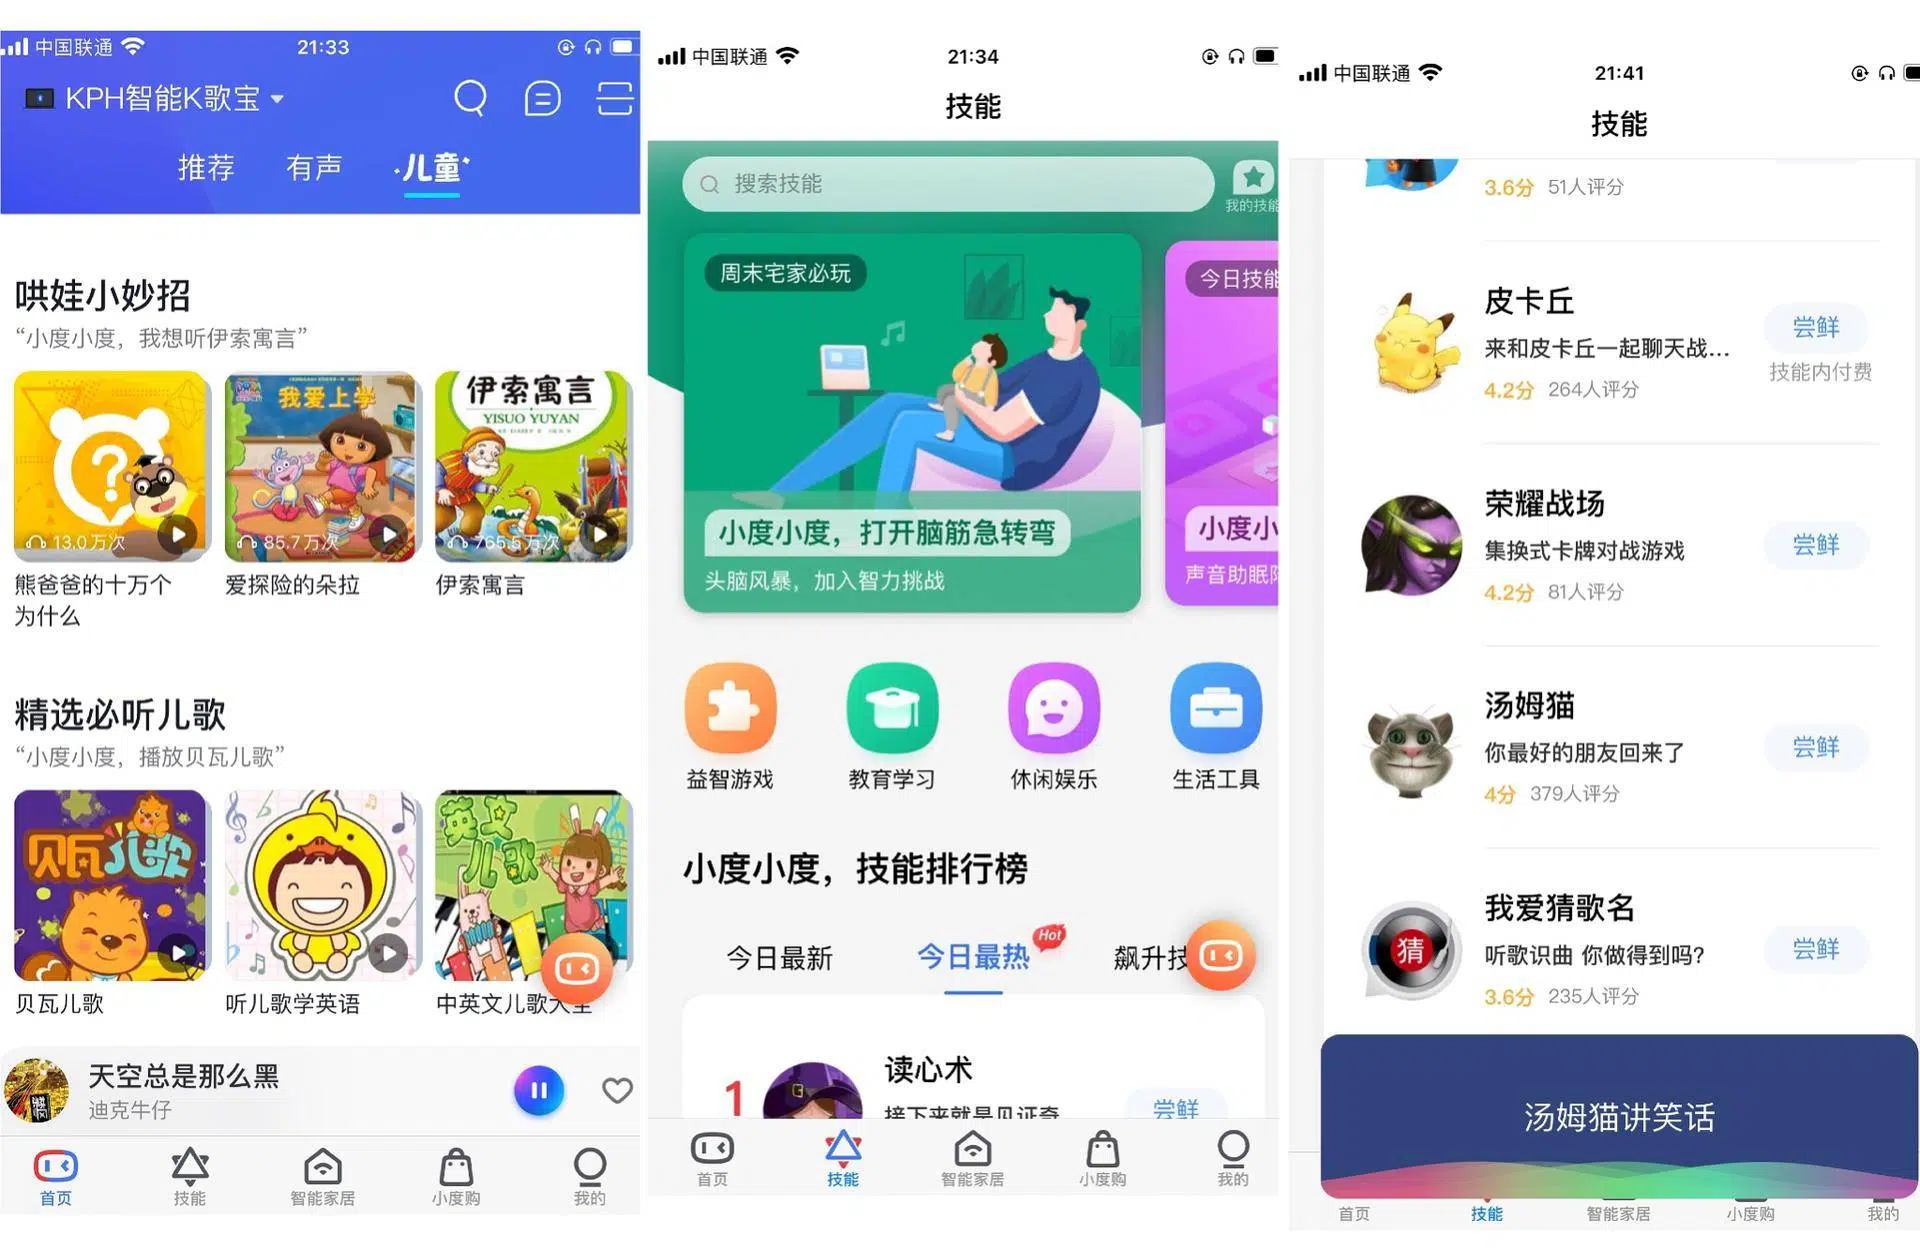 中国联通
21:33
KPH智能K歌宝
推荐
有声
儿童
哄娃小妙招
“小度小度，我想听伊索寓言”
我爱上学
伊索寓言
YISUO YUYAN
13.0万次
85.7万次
765.5万次
熊爸爸的十万个
为什么
爱探险的朵拉
伊索寓言
精选必听儿歌
“小度小度，播放贝瓦儿歌”
贝瓦儿歌
英文
儿歌
贝瓦儿歌
听儿歌学英语
中英文儿歌大全
天空总是那么黑
迪克牛仔
首页
技能
智能家居
小度购
我的
中国联通
21:34
技能
搜索技能
我的技能
周末宅家必玩
今日技能
小度小度，打开脑筋急转弯
头脑风暴，加入智力挑战
小度小
声音助眠
益智游戏
教育学习
休闲娱乐
生活工具
小度小度，技能排行榜
今日最新
今日最热
Hot
飙升技
1
读心术
接下来就是见证奇
尝鲜
首页
技能
智能家居
小度购
我的
中国联通
21:41
技能
3.6分 51人评分
皮卡丘
来和皮卡丘一起聊天战...
4.2分 264人评分
尝鲜
技能内付费
荣耀战场
集换式卡牌对战游戏
4.2分 81人评分
尝鲜
汤姆猫
你最好的朋友回来了
4分 379人评分
尝鲜
猜
我爱猜歌名
听歌识曲 你做得到吗?
3.6分 235人评分
尝鲜
汤姆猫讲笑话
首页
技能
智能家居
小度购
我的